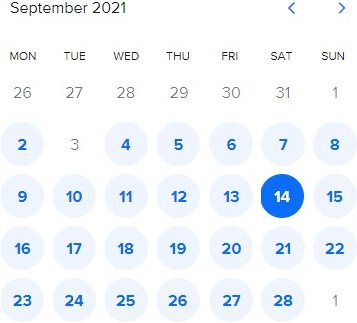 September 2021
MON TUE WED THU FRI SAT SUN
26 27 28 29 30 31 1
2 3 4 5 6 7 8
9 10 11 12 13 14 15
16 17 18 19 20 21 22
23 24 25 26 27 28 1